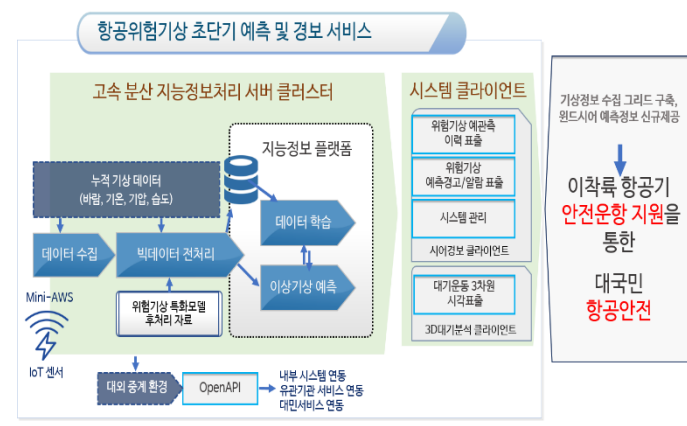 항공위험기상 초단기 예측 및 경보 서비스
고속 분산 지능정보처리 서버 클러스터
지능정보 플랫폼
누적 기상 데이터
(바람, 기온, 기압, 습도)
데이터 수집
빅데이터 전처리
데이터 학습
이상기상 예측
위험기상 특화모델
후처리 자료
Mini-AWS
IoT 센서
대외 중계 환경
OpenAPI
내부 시스템 연동
유관기관 서비스 연동
대민서비스 연동
시스템 클라이언트
위험기상 예관측
이력 표출
위험기상
예측경고/알람 표출
시스템 관리
시어경보 클라이언트
대기운동 3차원
시각표출
3D대기분석 클라이언트
기상정보 수집 그리드 구축,
윈드시어 예측정보 신규제공
이착륙 항공기
안전운항 지원을
통한
대국민
항공안전